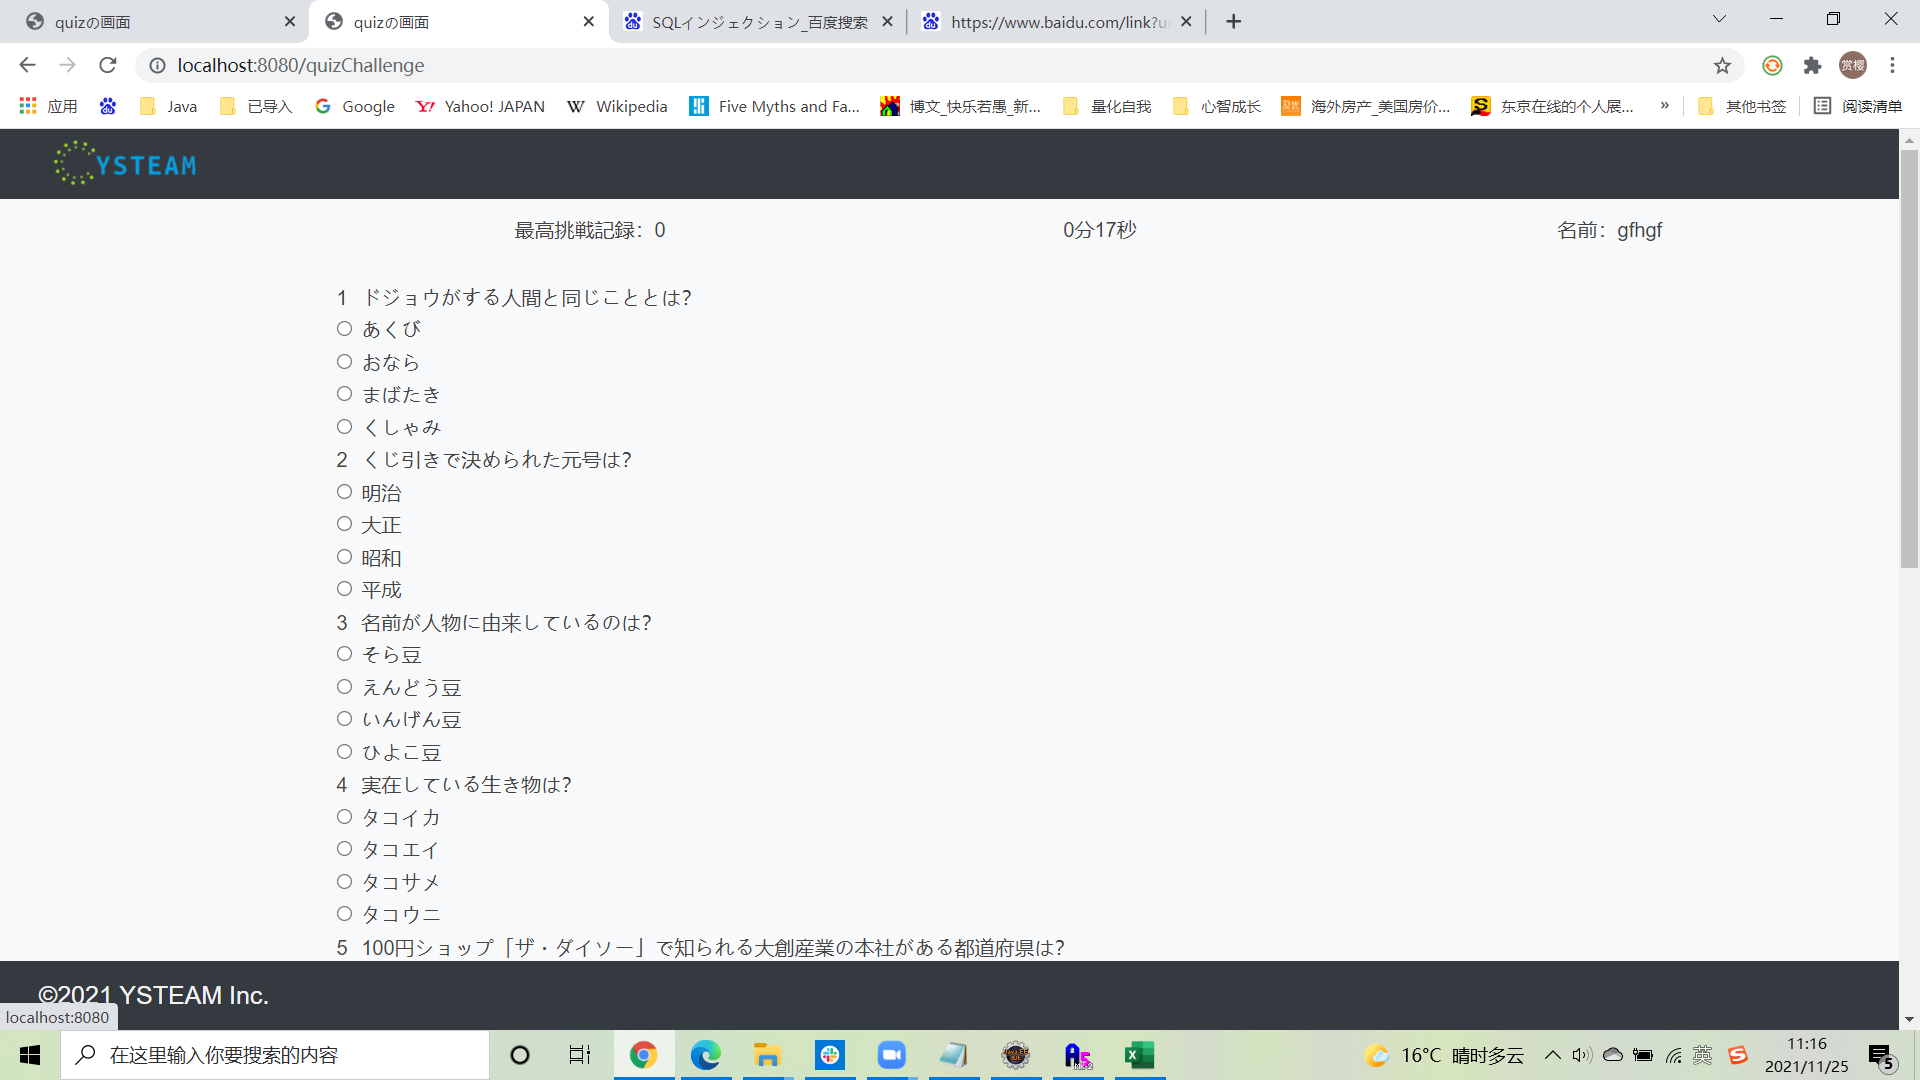 quizの画面
quizの画面
SQLインジェクション_百度搜索
https://www.baidu.com/link?u
localhost:8080/quizChallenge
赏樱
应用
Java
已导入
Google
Yahoo! JAPAN
Wikipedia
Five Myths and Fa...
博文_快乐若愚_新...
量化自我
心智成长
海外房产_美国房价...
东京在线的个人展...
»
其他书签
阅读清单
YSTEAM
最高挑戦記録：0
0分17秒
名前：gfhgf
1 ドジョウがする人間と同じこととは？
あくび
おなら
まばたき
くしゃみ
2 くじ引きで決められた元号は？
明治
大正
昭和
平成
3 名前が人物に由来しているのは？
そら豆
えんどう豆
いんげん豆
ひよこ豆
4 実在している生き物は？
タコイカ
タコエイ
タコサメ
タコウニ
5 100円ショップ「ザ・ダイソー」で知られる大創産業の本社がある都道府県は？
©2021 YSTEAM Inc.
localhost:8080
在这里输入你要搜索的内容
16°C 晴时多云
英
11:16
2021/11/25
5